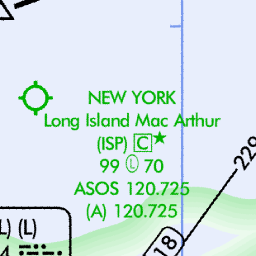 NEW YORK
Long Island Mac Arthur
(ISP) C★
99 Ⓛ 70
ASOS 120.725
(A) 120.725
229
L) (L)
18